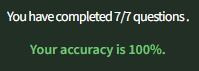 You have completed 7/7 questions .
Your accuracy is 100%.